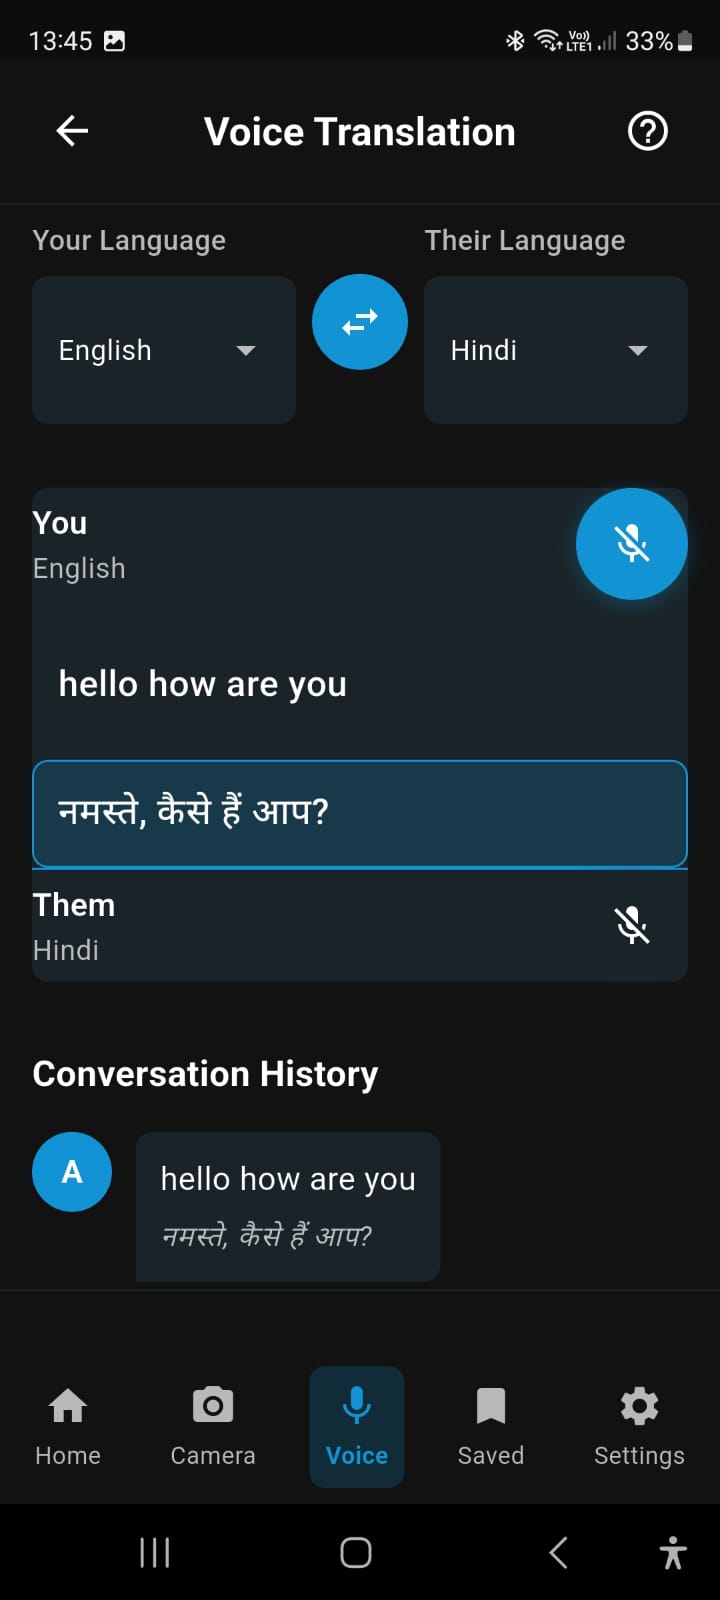 13:45 Vo)) LTE1 33%
Voice Translation
Your Language Their Language
English Hindi
You
English
hello how are you
नमस्ते, कैसे हैं आप?
Them
Hindi
Conversation History
A
hello how are you
नमस्ते, कैसे हैं आप?
Home Camera Voice Saved Settings